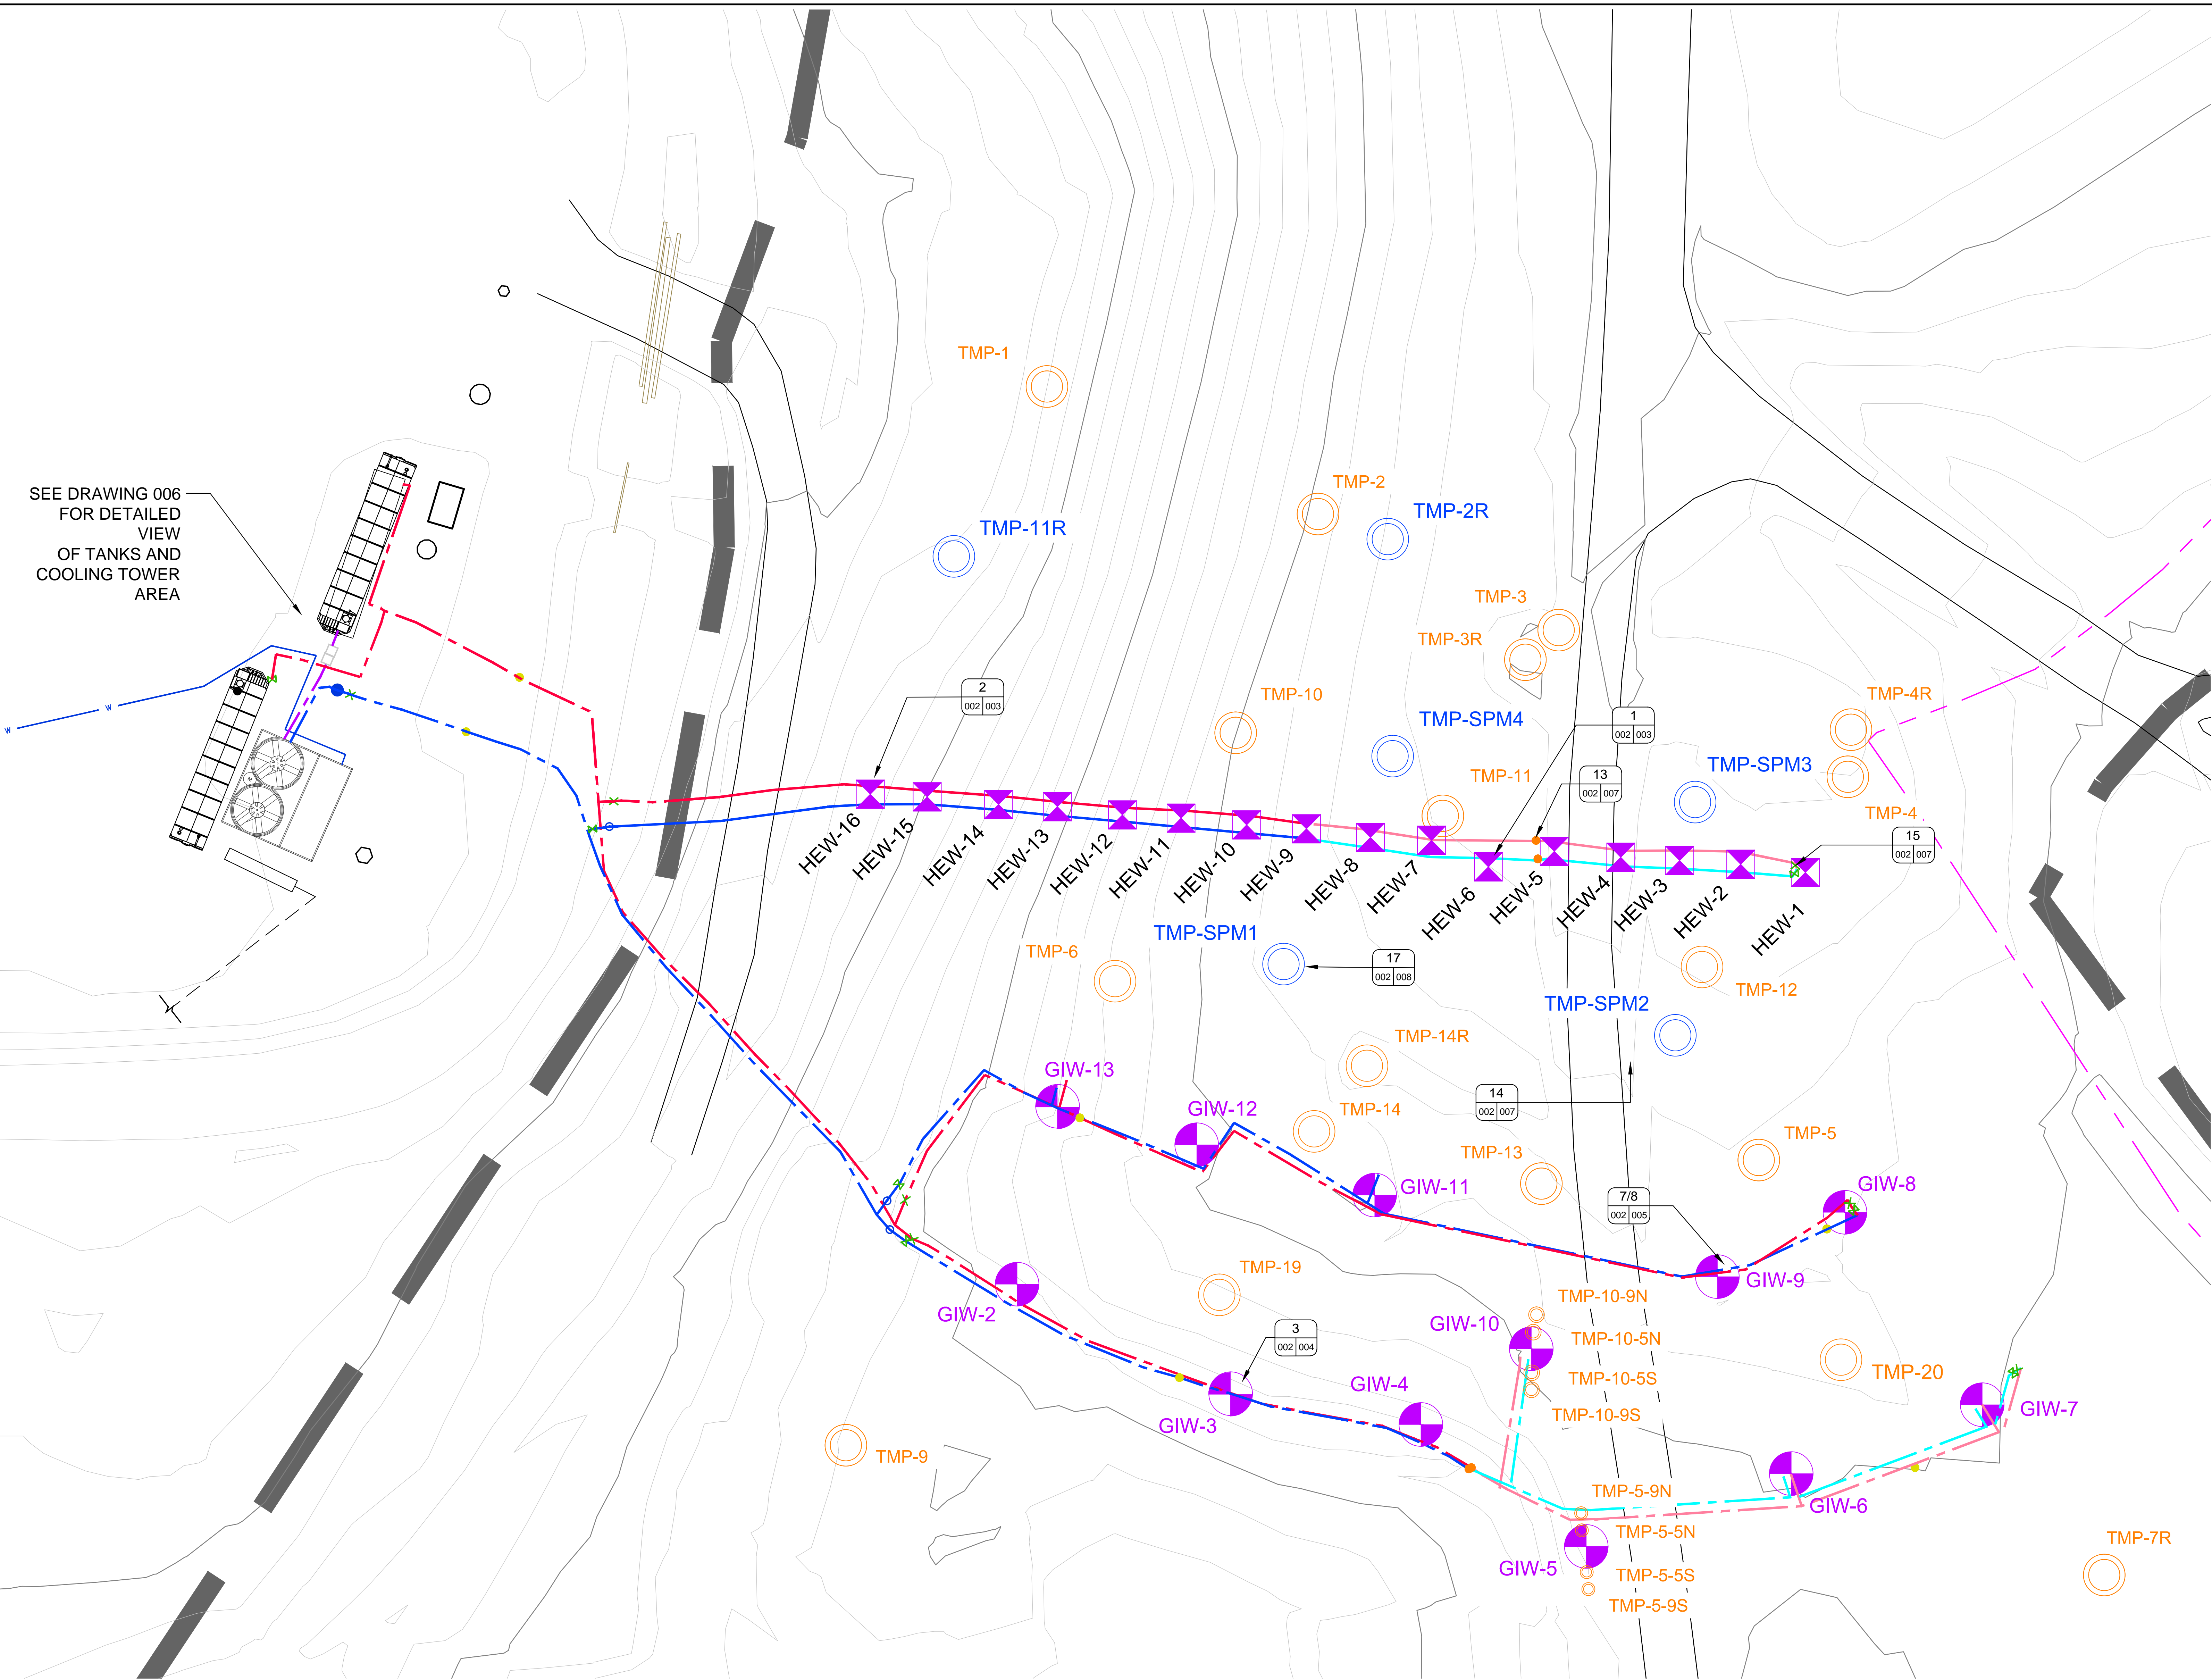 TMP-1
TMP-2
TMP-2R
SEE DRAWING 006
FOR DETAILED
VIEW
OF TANKS AND
COOLING TOWER
AREA
TMP-11R
TMP-3
TMP-3R
TMP-10
2
002 003
TMP-SPM4
1
002 003
TMP-4R
W
W
TMP-11
13
002 007
TMP-SPM3
TMP-4
15
002 007
HEW-16
HEW-15
HEW-14
HEW-13
HEW-12
HEW-11
HEW-10
HEW-9
HEW-8
HEW-7
HEW-6
HEW-5
HEW-4
HEW-3
HEW-2
HEW-1
TMP-SPM1
TMP-6
17
002 008
TMP-12
TMP-SPM2
TMP-14R
GIW-13
14
002 007
GIW-12
TMP-14
TMP-5
TMP-13
GIW-11
7/8
002 005
GIW-8
TMP-19
GIW-9
TMP-10-9N
GIW-2
GIW-10
3
002 004
TMP-10-5N
TMP-10-5S
TMP-20
GIW-4
TMP-10-9S
GIW-7
GIW-3
TMP-9
TMP-5-9N
GIW-6
TMP-5-5N
TMP-7R
GIW-5
TMP-5-5S
TMP-5-9S